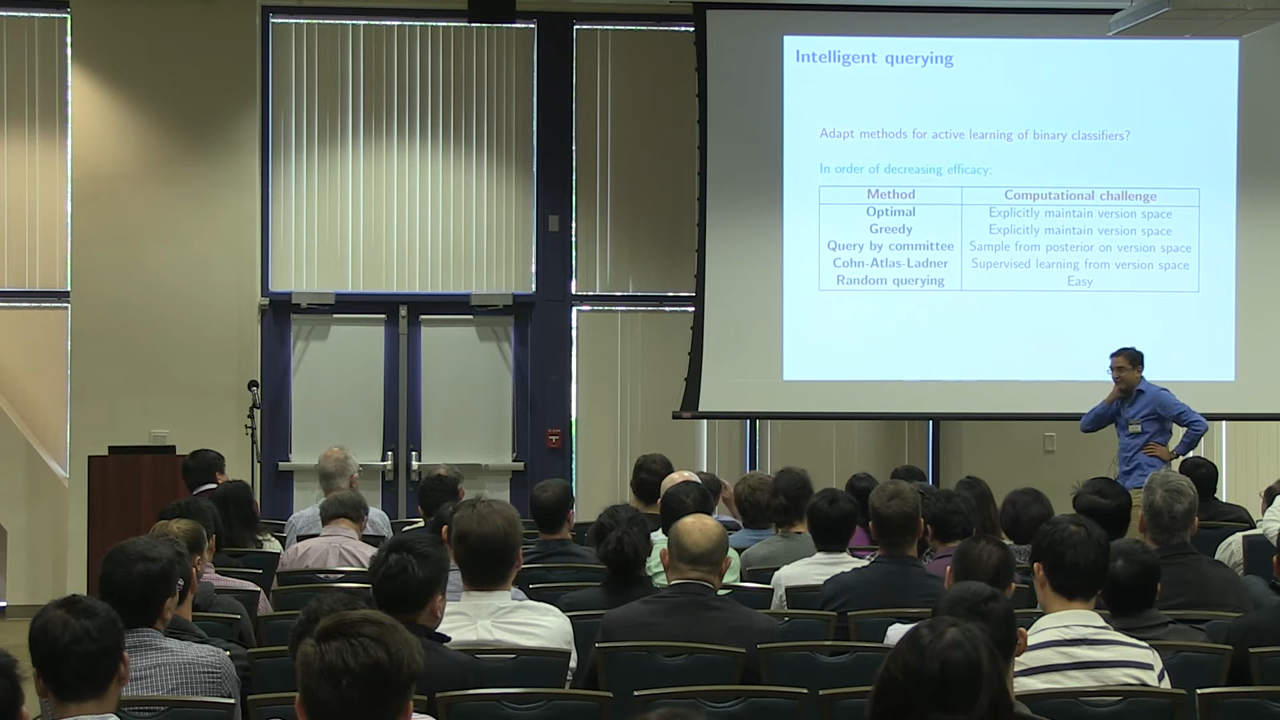 Intelligent querying
Adapt methods for active learning of binary classifiers?
In order of decreasing efficacy:
Method Computational challenge
Optimal Explicitly maintain version space
Greedy Explicitly maintain version space
Query by committee Sample from posterior on version space
Cohn-Atlas-Ladner Supervised learning from version space
Random querying Easy